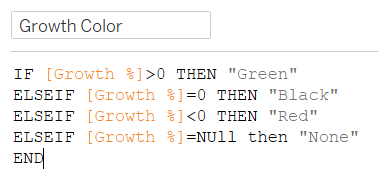 Growth Color
IF [Growth %]>0 THEN "Green"
ELSEIF [Growth %]=0 THEN "Black"
ELSEIF [Growth %]<0 THEN "Red"
ELSEIF [Growth %]=NUll then "None"
END